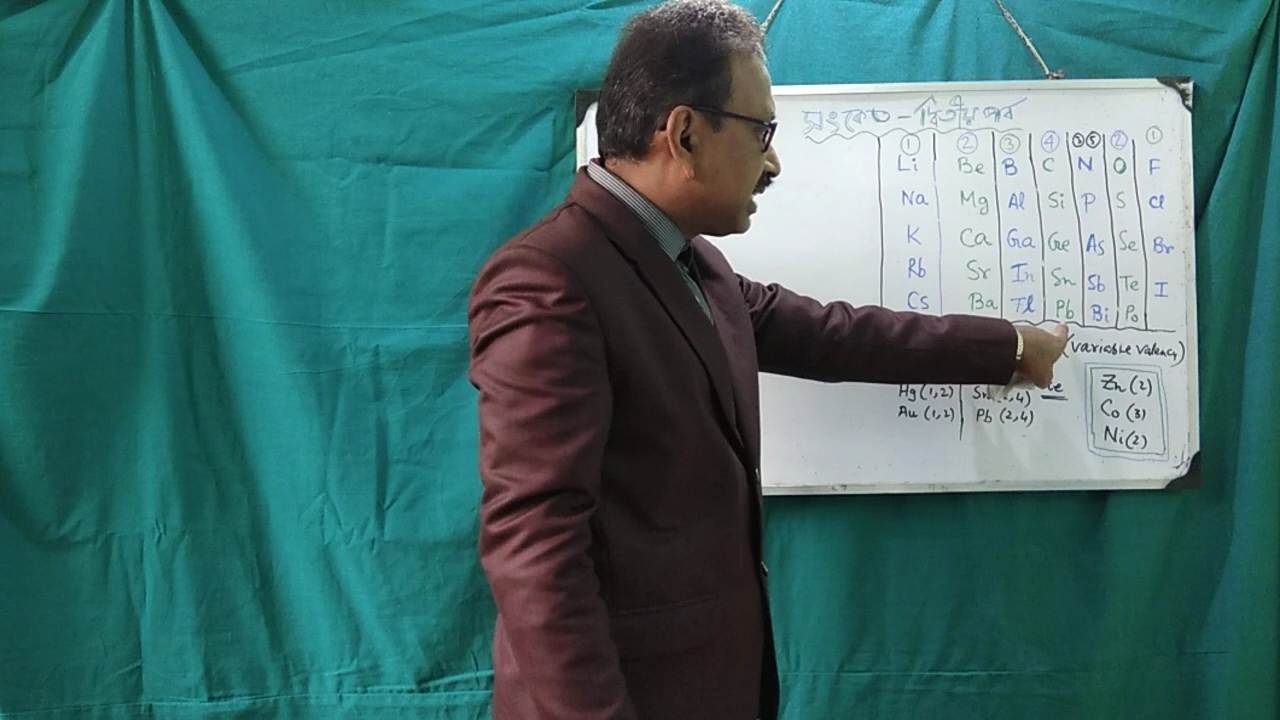 সংকেত – দ্বিতীয় পর্ব
① ② ③ ④ ③⑤ ② ①
Li Be B C N O F
Na Mg Al Si P S Cl
K Ca Ga Ge As Se Br
Rb Sr In Sn Sb Te I
Cs Ba Tl Pb Bi Po
(variable valency)
Hg (1,2) Sn 4)
Au (1,2) Pb (2,4)
Zn (2)
Co (3)
Ni (2)